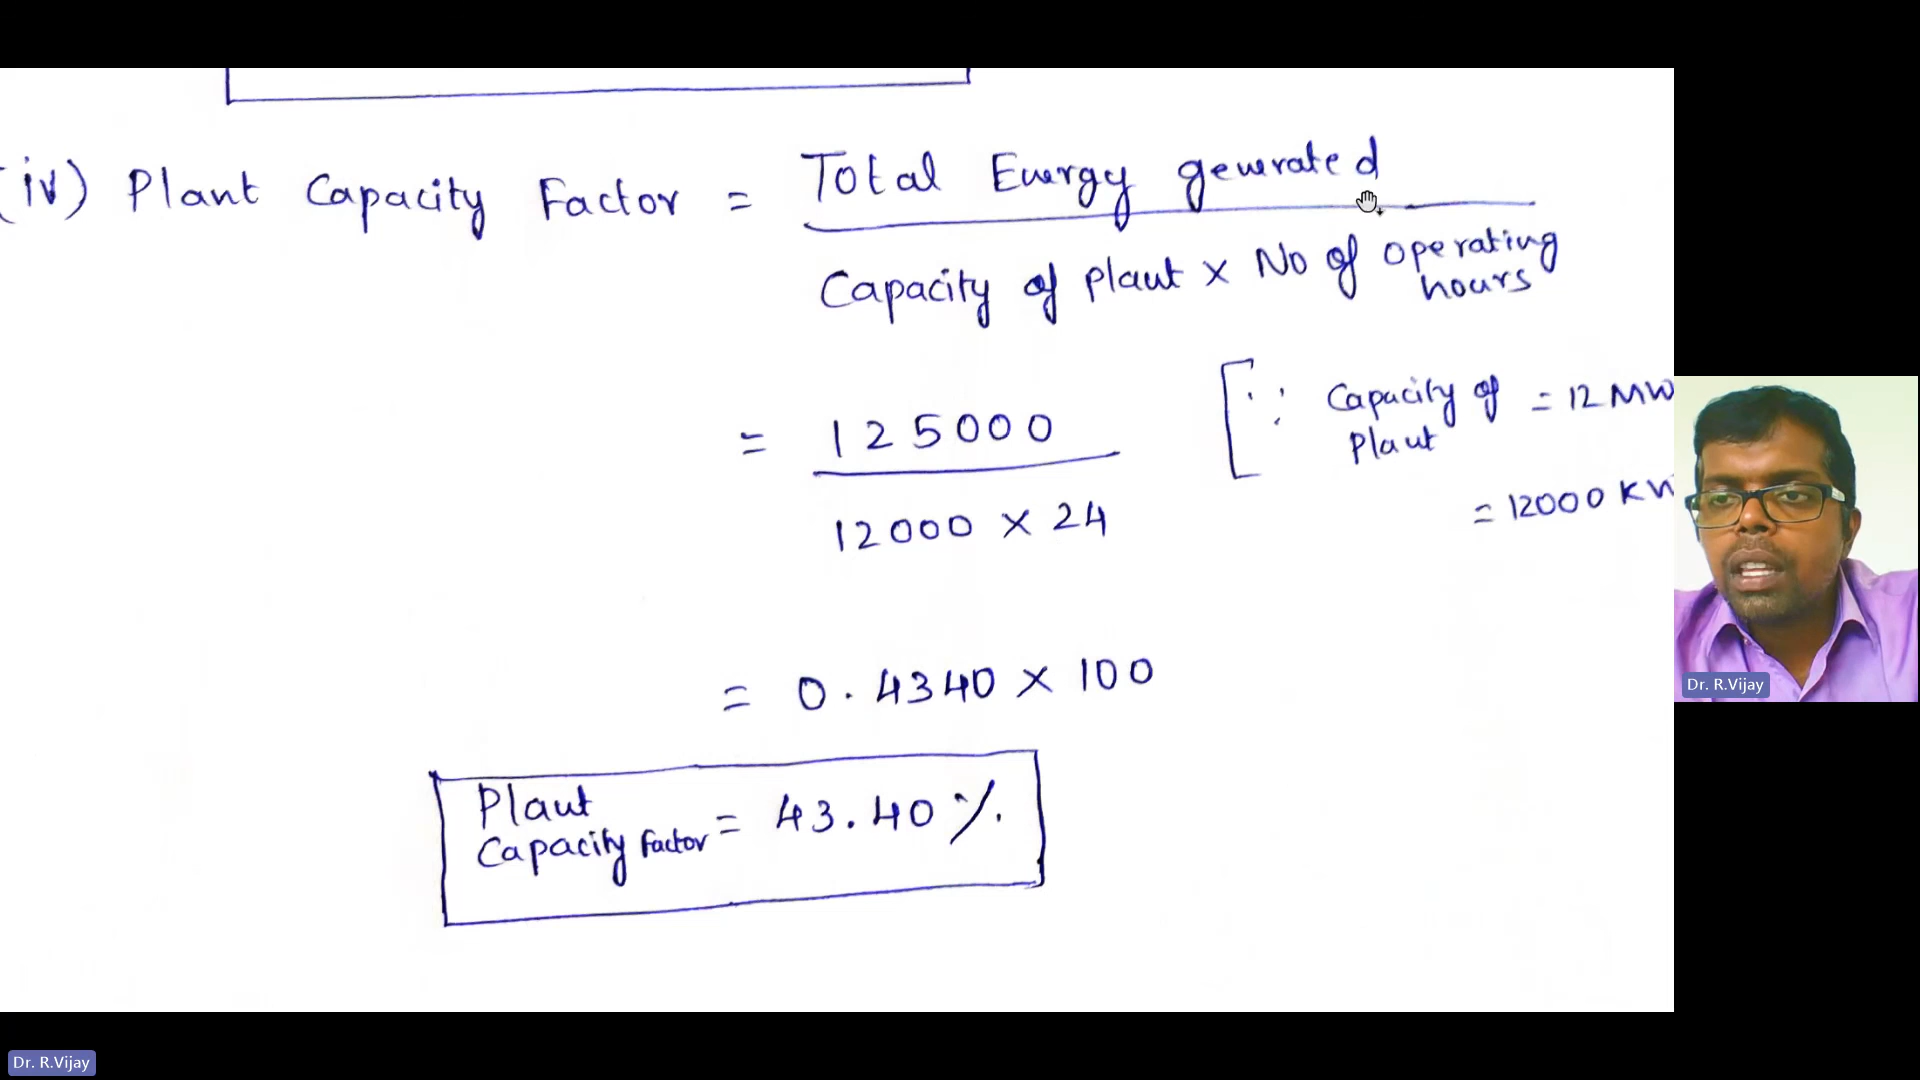 (iv) Plant Capacity Factor = Total Energy generated
Capacity of plant × No of operating
hours
= 125000
12000 × 24
[∵ Capacity of = 12 MW
Plant
= 12000 KW
= 0.4340 × 100
Plant
Capacity Factor = 43.40 %
Dr. R.Vijay
Dr. R.Vijay